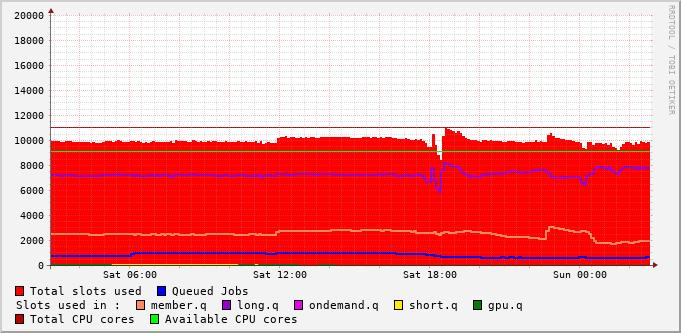 20000
18000
16000
14000
12000
10000
8000
6000
4000
2000
0
Sat 06:00 Sat 12:00 Sat 18:00 Sun 00:00
Total slots used Queued Jobs
Slots used in : member.q long.q ondemand.q short.q gpu.q
Total CPU cores Available CPU cores
RRDTOOL / TOBI OETIKER